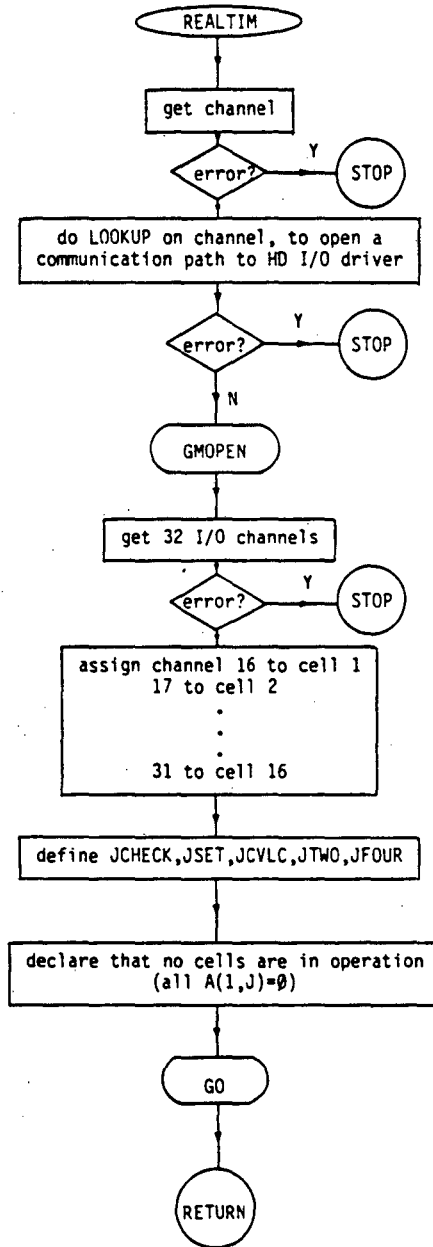 REALTIM
get channel
error?
Y
STOP
do LOOKUP on channel, to open a
communication path to HD I/O driver
error?
Y
STOP
N
GMOPEN
get 32 I/O channels
error?
Y
STOP
assign channel 16 to cell 1
17 to cell 2
.
.
.
31 to cell 16
define JCHECK,JSET,JCVLC,JTWO,JFOUR
declare that no cells are in operation
(all A(1,J)=Ø)
GO
RETURN